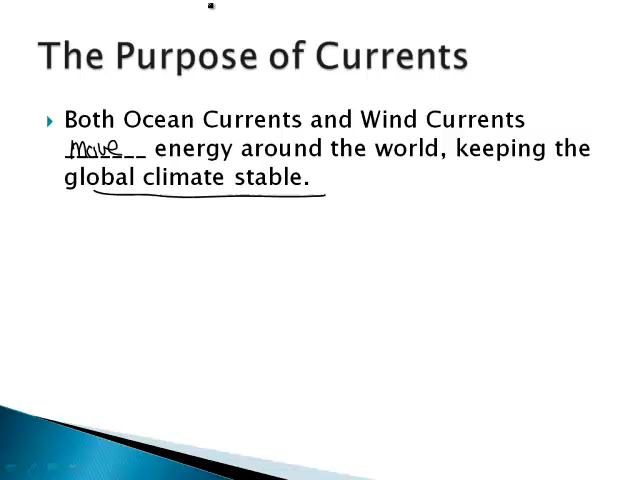 The Purpose of Currents
Both Ocean Currents and Wind Currents
move energy around the world, keeping the
global climate stable.